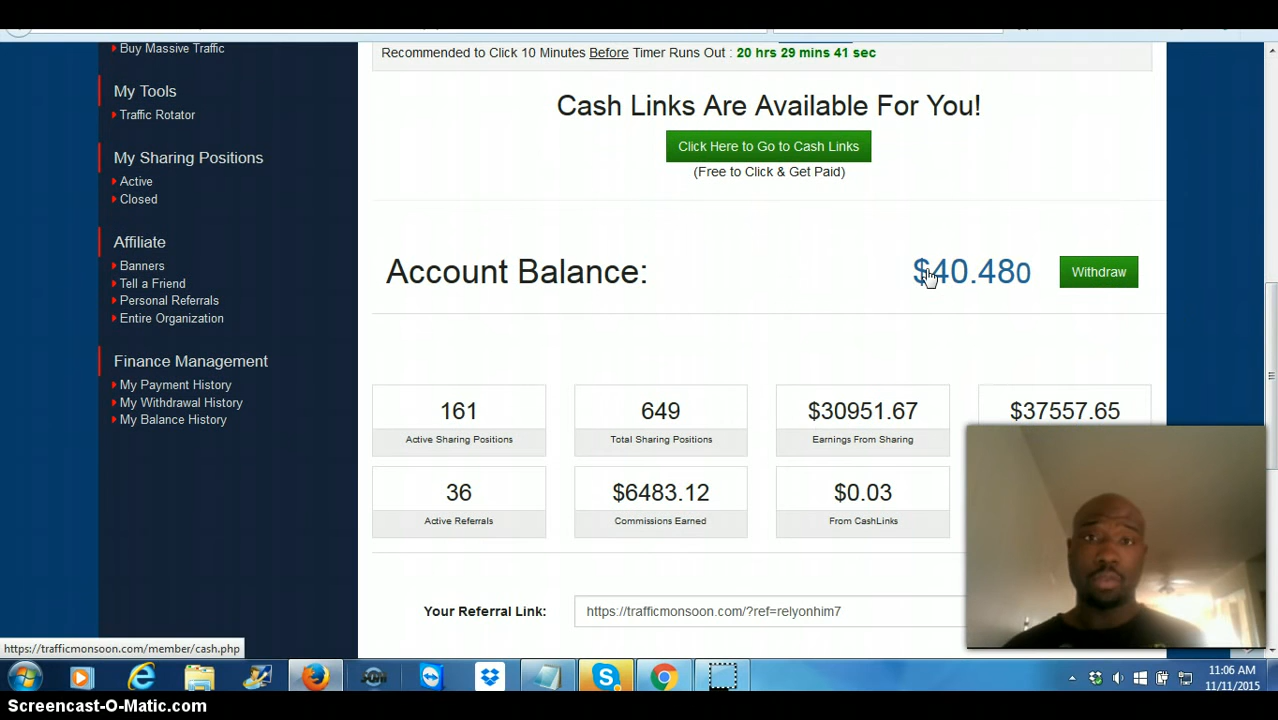 Buy Massive Traffic
My Tools
Traffic Rotator
My Sharing Positions
Active
Closed
Affiliate
Banners
Tell a Friend
Personal Referrals
Entire Organization
Finance Management
My Payment History
My Withdrawal History
My Balance History
Recommended to Click 10 Minutes Before Timer Runs Out : 20 hrs 29 mins 41 sec
Cash Links Are Available For You!
Click Here to Go to Cash Links
(Free to Click & Get Paid)
Account Balance: $40.480 Withdraw
161 649 $30951.67 $37557.65
Active Sharing Positions Total Sharing Positions Earnings From Sharing
36 $6483.12 $0.03
Active Referrals Commissions Earned From CashLinks
Your Referral Link: https://trafficmonsoon.com/?ref=relyonhim7
https://trafficmonsoon.com/member/cash.php
11:06 AM
11/11/2015
Screencast-O-Matic.com